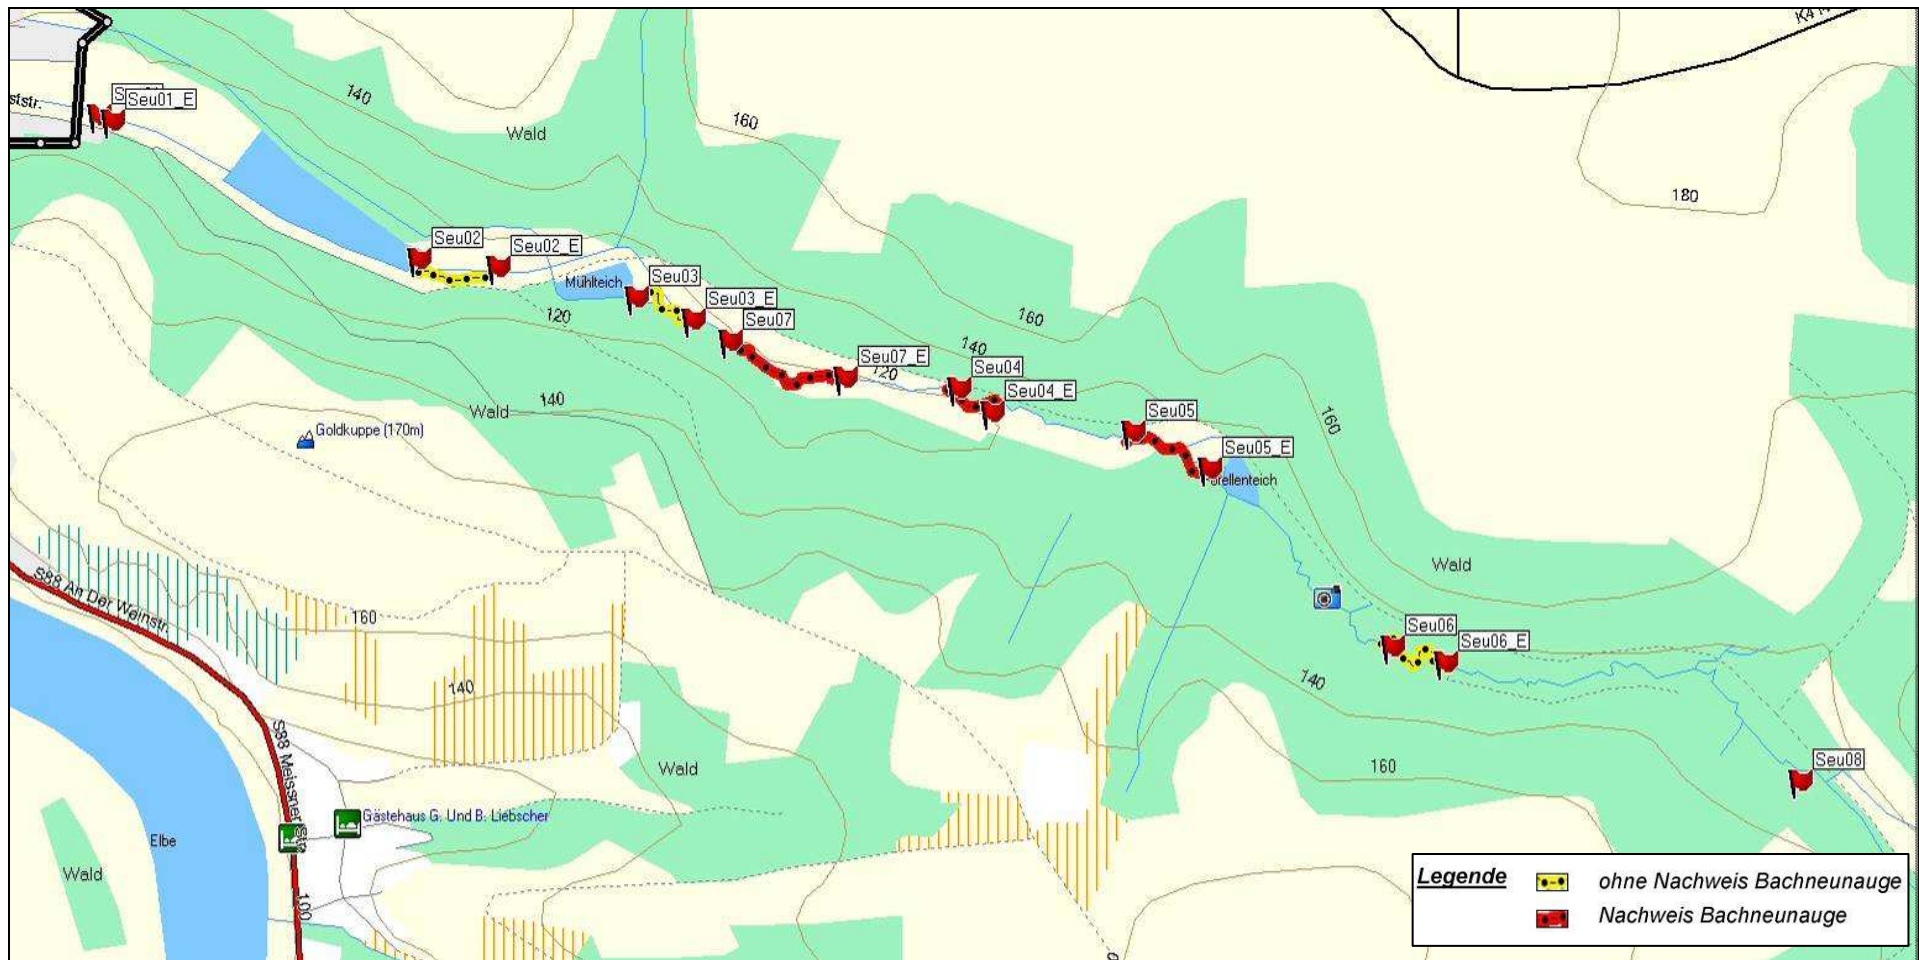 140
160
180
Wald
Seu01_E
Seu02
Seu02_E
Mühlteich
Seu03
Seu03_E
Seu07
120
160
140
Seu07_E
120
Seu04
Seu04_E
Seu05
Seu05_E
160
Wald
140
Goldkuppe (170m)
Wald
S88 An Der Weinstr.
160
140
S88 Meissner Str.
Seu06
Seu06_E
140
Wald
160
Seu08
Gästehaus G. Und B. Liebscher
Elbe
Wald
100
Legende
ohne Nachweis Bachneunauge
Nachweis Bachneunauge